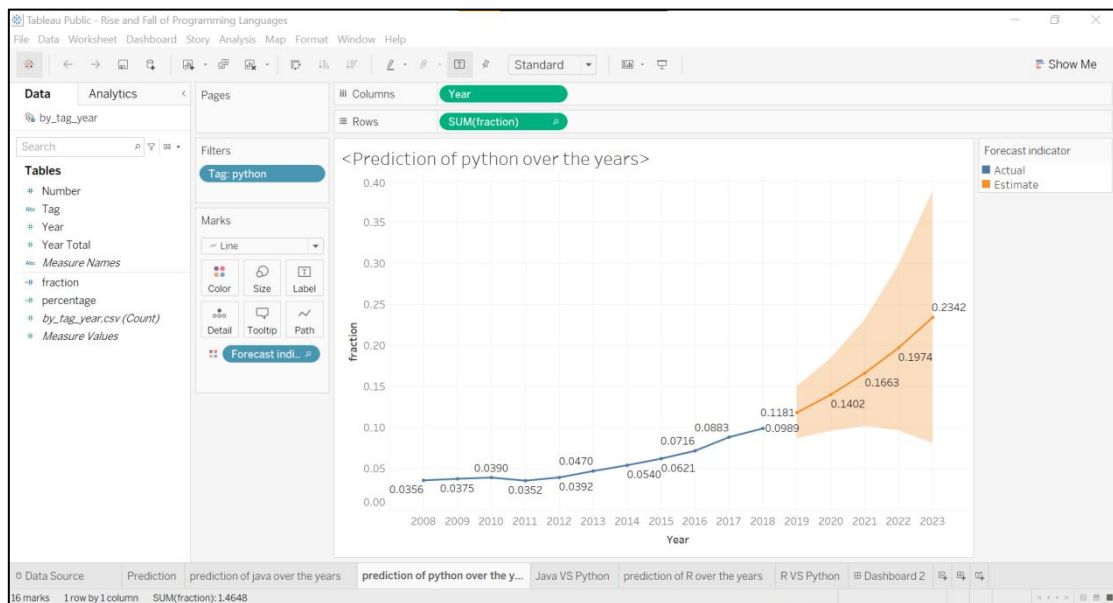 Tableau Public - Rise and Fall of Programming Languages
File Data Worksheet Dashboard Story Analysis Map Format Window Help
Standard
Show Me
Data Analytics
Pages
Columns Year
by_tag_year
Rows SUM(fraction)
Search
Filters
Tag: python
<Prediction of python over the years>
Forecast indicator
Actual
Estimate
Tables
# Number
Abc Tag
# Year
# Year Total
Abc Measure Names
# fraction
# percentage
# by_tag_year.csv (Count)
# Measure Values
Marks
Line
Color Size Label
Detail Tooltip Path
Forecast indi..
fraction
0.40
0.35
0.30
0.25
0.20
0.15
0.10
0.05
0.00
0.0356
0.0375
0.0390
0.0352
0.0392
0.0470
0.0540
0.0621
0.0716
0.0883
0.0989
0.1181
0.1402
0.1663
0.1974
0.2342
2008 2009 2010 2011 2012 2013 2014 2015 2016 2017 2018 2019 2020 2021 2022 2023
Year
Data Source Prediction prediction of java over the years prediction of python over the y... Java VS Python prediction of R over the years R VS Python Dashboard 2
16 marks 1 row by 1 column SUM(fraction): 1.4648